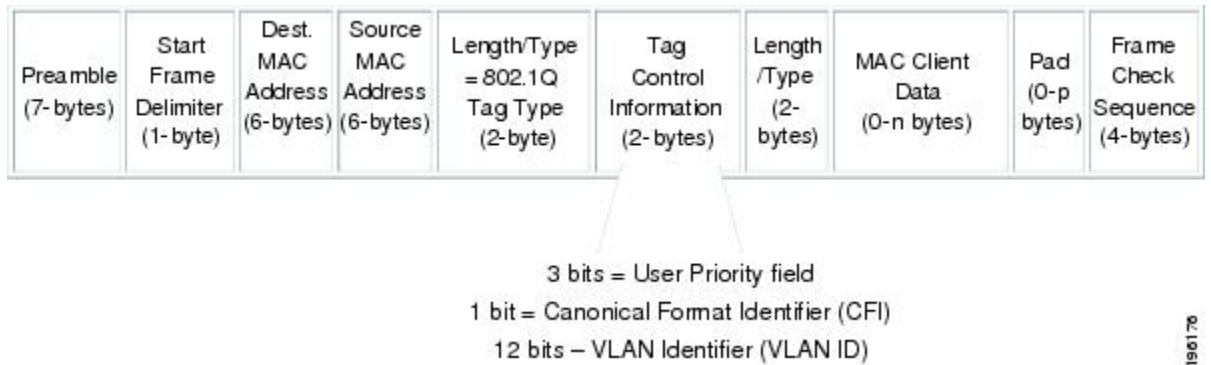 Preamble
(7-bytes)
Start
Frame
Delimiter
(1-byte)
Dest.
MAC
Address
(6-bytes)
Source
MAC
Address
(6-bytes)
Length/Type
= 802.1Q
Tag Type
(2-byte)
Tag
Control
Information
(2-bytes)
Length
/Type
(2-
bytes)
MAC Client
Data
(0-n bytes)
Pad
(0-p
bytes)
Frame
Check
Sequence
(4-bytes)
3 bits = User Priority field
1 bit = Canonical Format Identifier (CFI)
12 bits – VLAN Identifier (VLAN ID)
196176